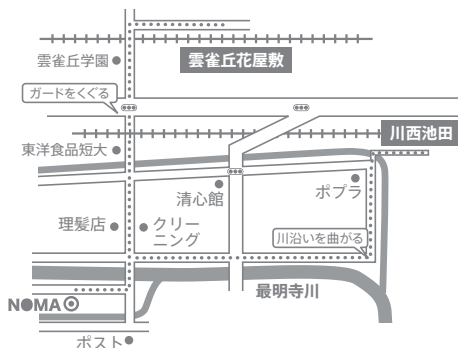 雲雀丘学園
雲雀丘花屋敷
ガードをくぐる
川西池田
東洋食品短大
清心館
ポプラ
理髪店
クリー
ニング
川沿いを曲がる
最明寺川
NOMA
ポスト